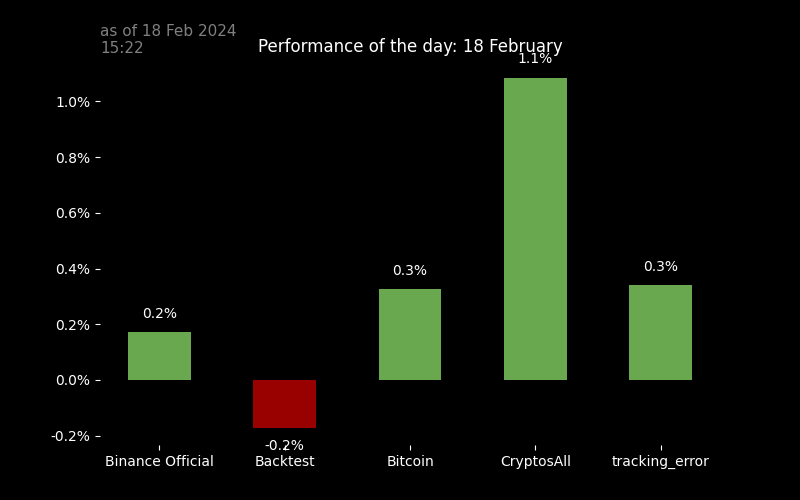 as of 18 Feb 2024
15:22
Performance of the day: 18 February
1.1%
1.0%
0.8%
0.6%
0.4%
0.3%
0.3%
0.2%
0.2%
0.0%
-0.2%
-0.2%
Binance Official
Backtest
Bitcoin
CryptosAll
tracking_error